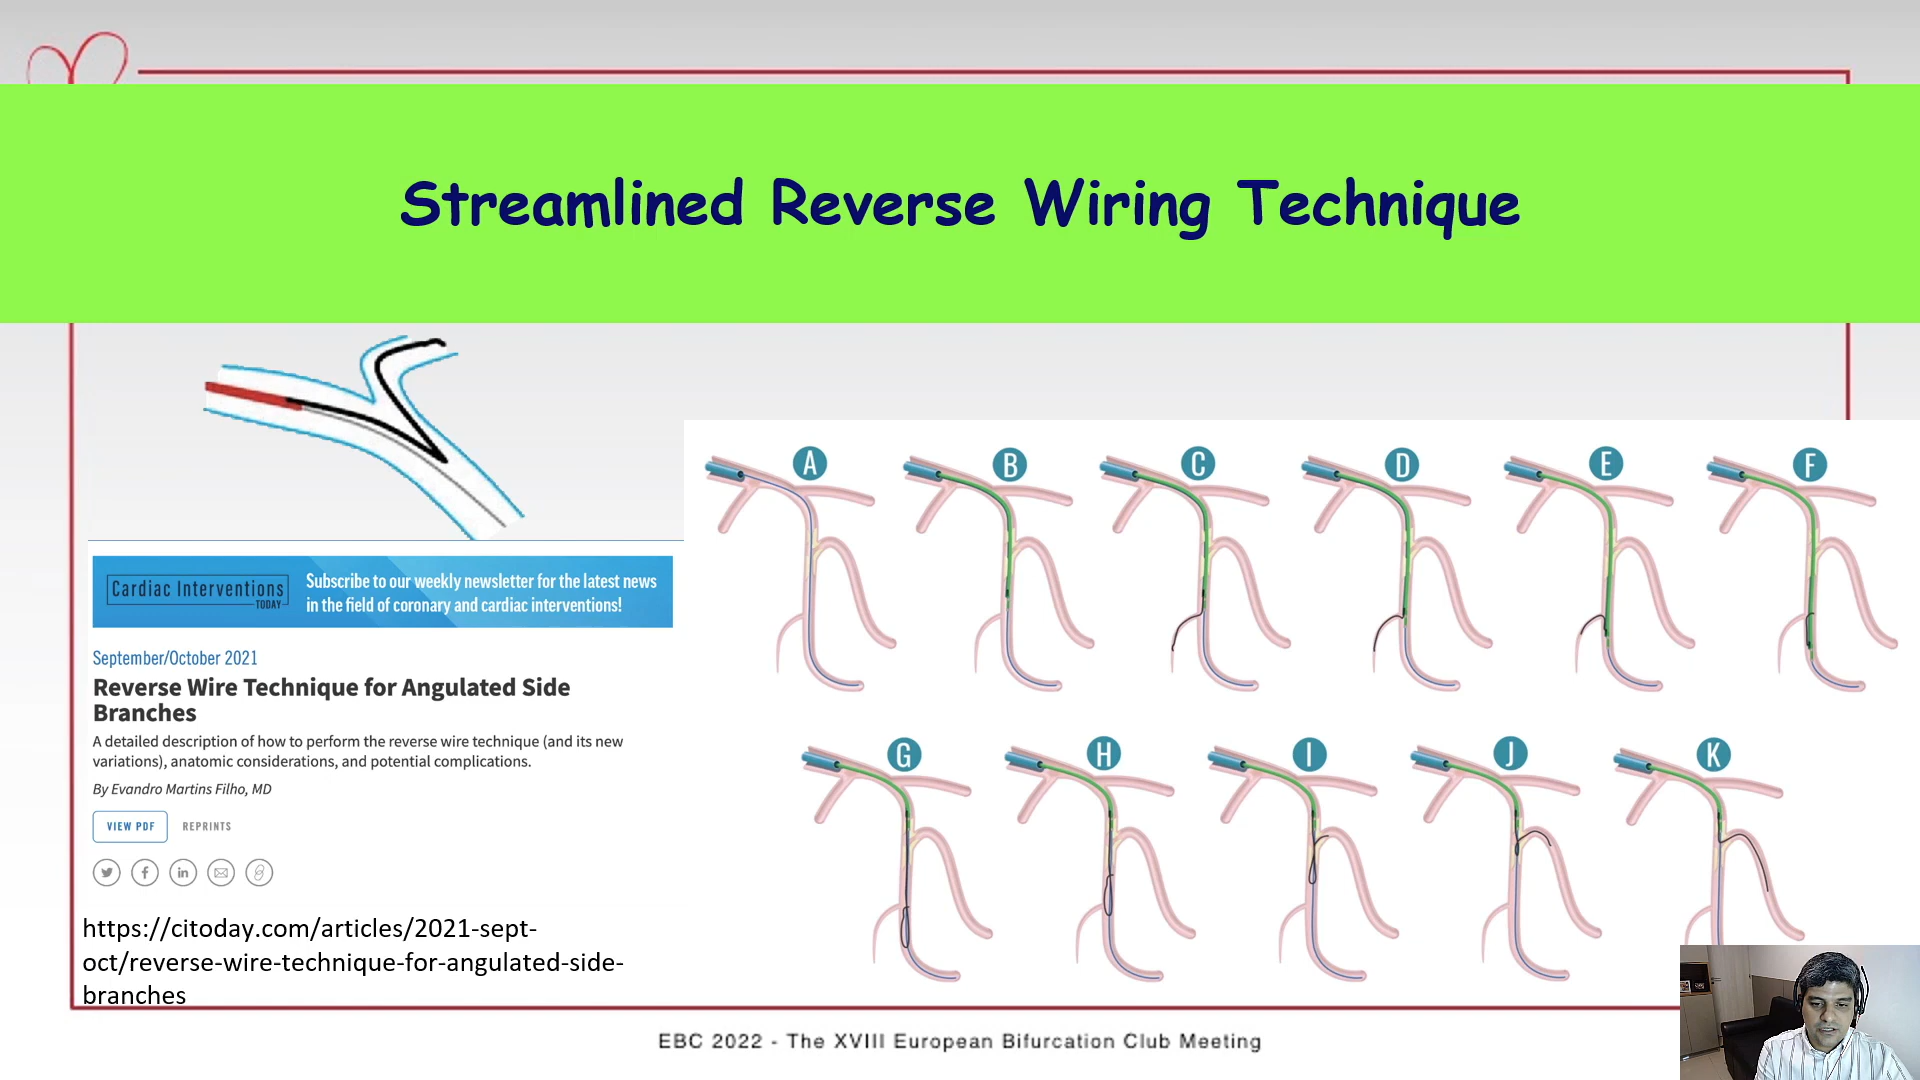 Streamlined Reverse Wiring Technique
A
B
C
D
E
F
Cardiac Interventions
TODAY
Subscribe to our weekly newsletter for the latest news
in the field of coronary and cardiac interventions!
September/October 2021
Reverse Wire Technique for Angulated Side
Branches
A detailed description of how to perform the reverse wire technique (and its new
variations), anatomic considerations, and potential complications.
By Evandro Martins Filho, MD
VIEW PDF
REPRINTS
G
H
I
J
K
https://citoday.com/articles/2021-sept-
oct/reverse-wire-technique-for-angulated-side-
branches
EBC 2022 - The XVIII European Bifurcation Club Meeting